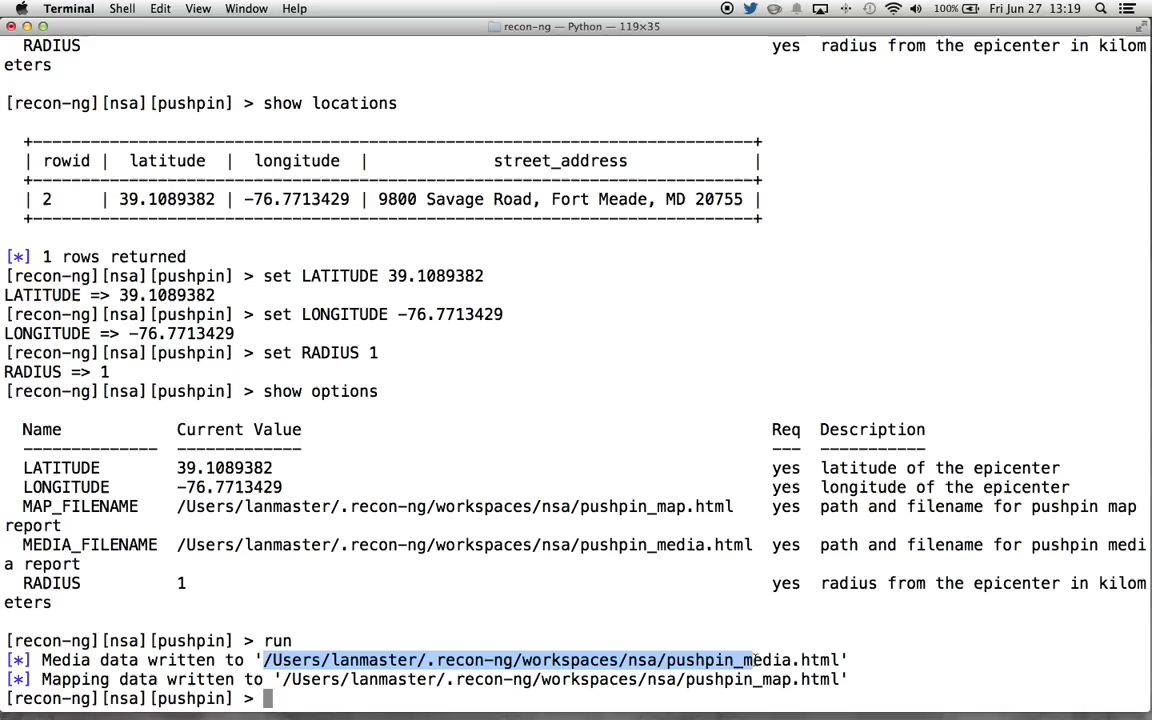 Terminal Shell Edit View Window Help 100% Fri Jun 27 13:19
recon-ng — Python — 119×35
RADIUS yes radius from the epicenter in kilom
eters
[recon-ng][nsa][pushpin] > show locations
+---------------------------------------------------------------------------+
| rowid | latitude | longitude | street_address |
+---------------------------------------------------------------------------+
| 2 | 39.1089382 | -76.7713429 | 9800 Savage Road, Fort Meade, MD 20755 |
+---------------------------------------------------------------------------+
[*] 1 rows returned
[recon-ng][nsa][pushpin] > set LATITUDE 39.1089382
LATITUDE => 39.1089382
[recon-ng][nsa][pushpin] > set LONGITUDE -76.7713429
LONGITUDE => -76.7713429
[recon-ng][nsa][pushpin] > set RADIUS 1
RADIUS => 1
[recon-ng][nsa][pushpin] > show options
Name Current Value Req Description
-------------- ------------- --- -----------
LATITUDE 39.1089382 yes latitude of the epicenter
LONGITUDE -76.7713429 yes longitude of the epicenter
MAP_FILENAME /Users/lanmaster/.recon-ng/workspaces/nsa/pushpin_map.html yes path and filename for pushpin map
report
MEDIA_FILENAME /Users/lanmaster/.recon-ng/workspaces/nsa/pushpin_media.html yes path and filename for pushpin medi
a report
RADIUS 1 yes radius from the epicenter in kilom
eters
[recon-ng][nsa][pushpin] > run
[*] Media data written to '/Users/lanmaster/.recon-ng/workspaces/nsa/pushpin_media.html'
[*] Mapping data written to '/Users/lanmaster/.recon-ng/workspaces/nsa/pushpin_map.html'
[recon-ng][nsa][pushpin] >